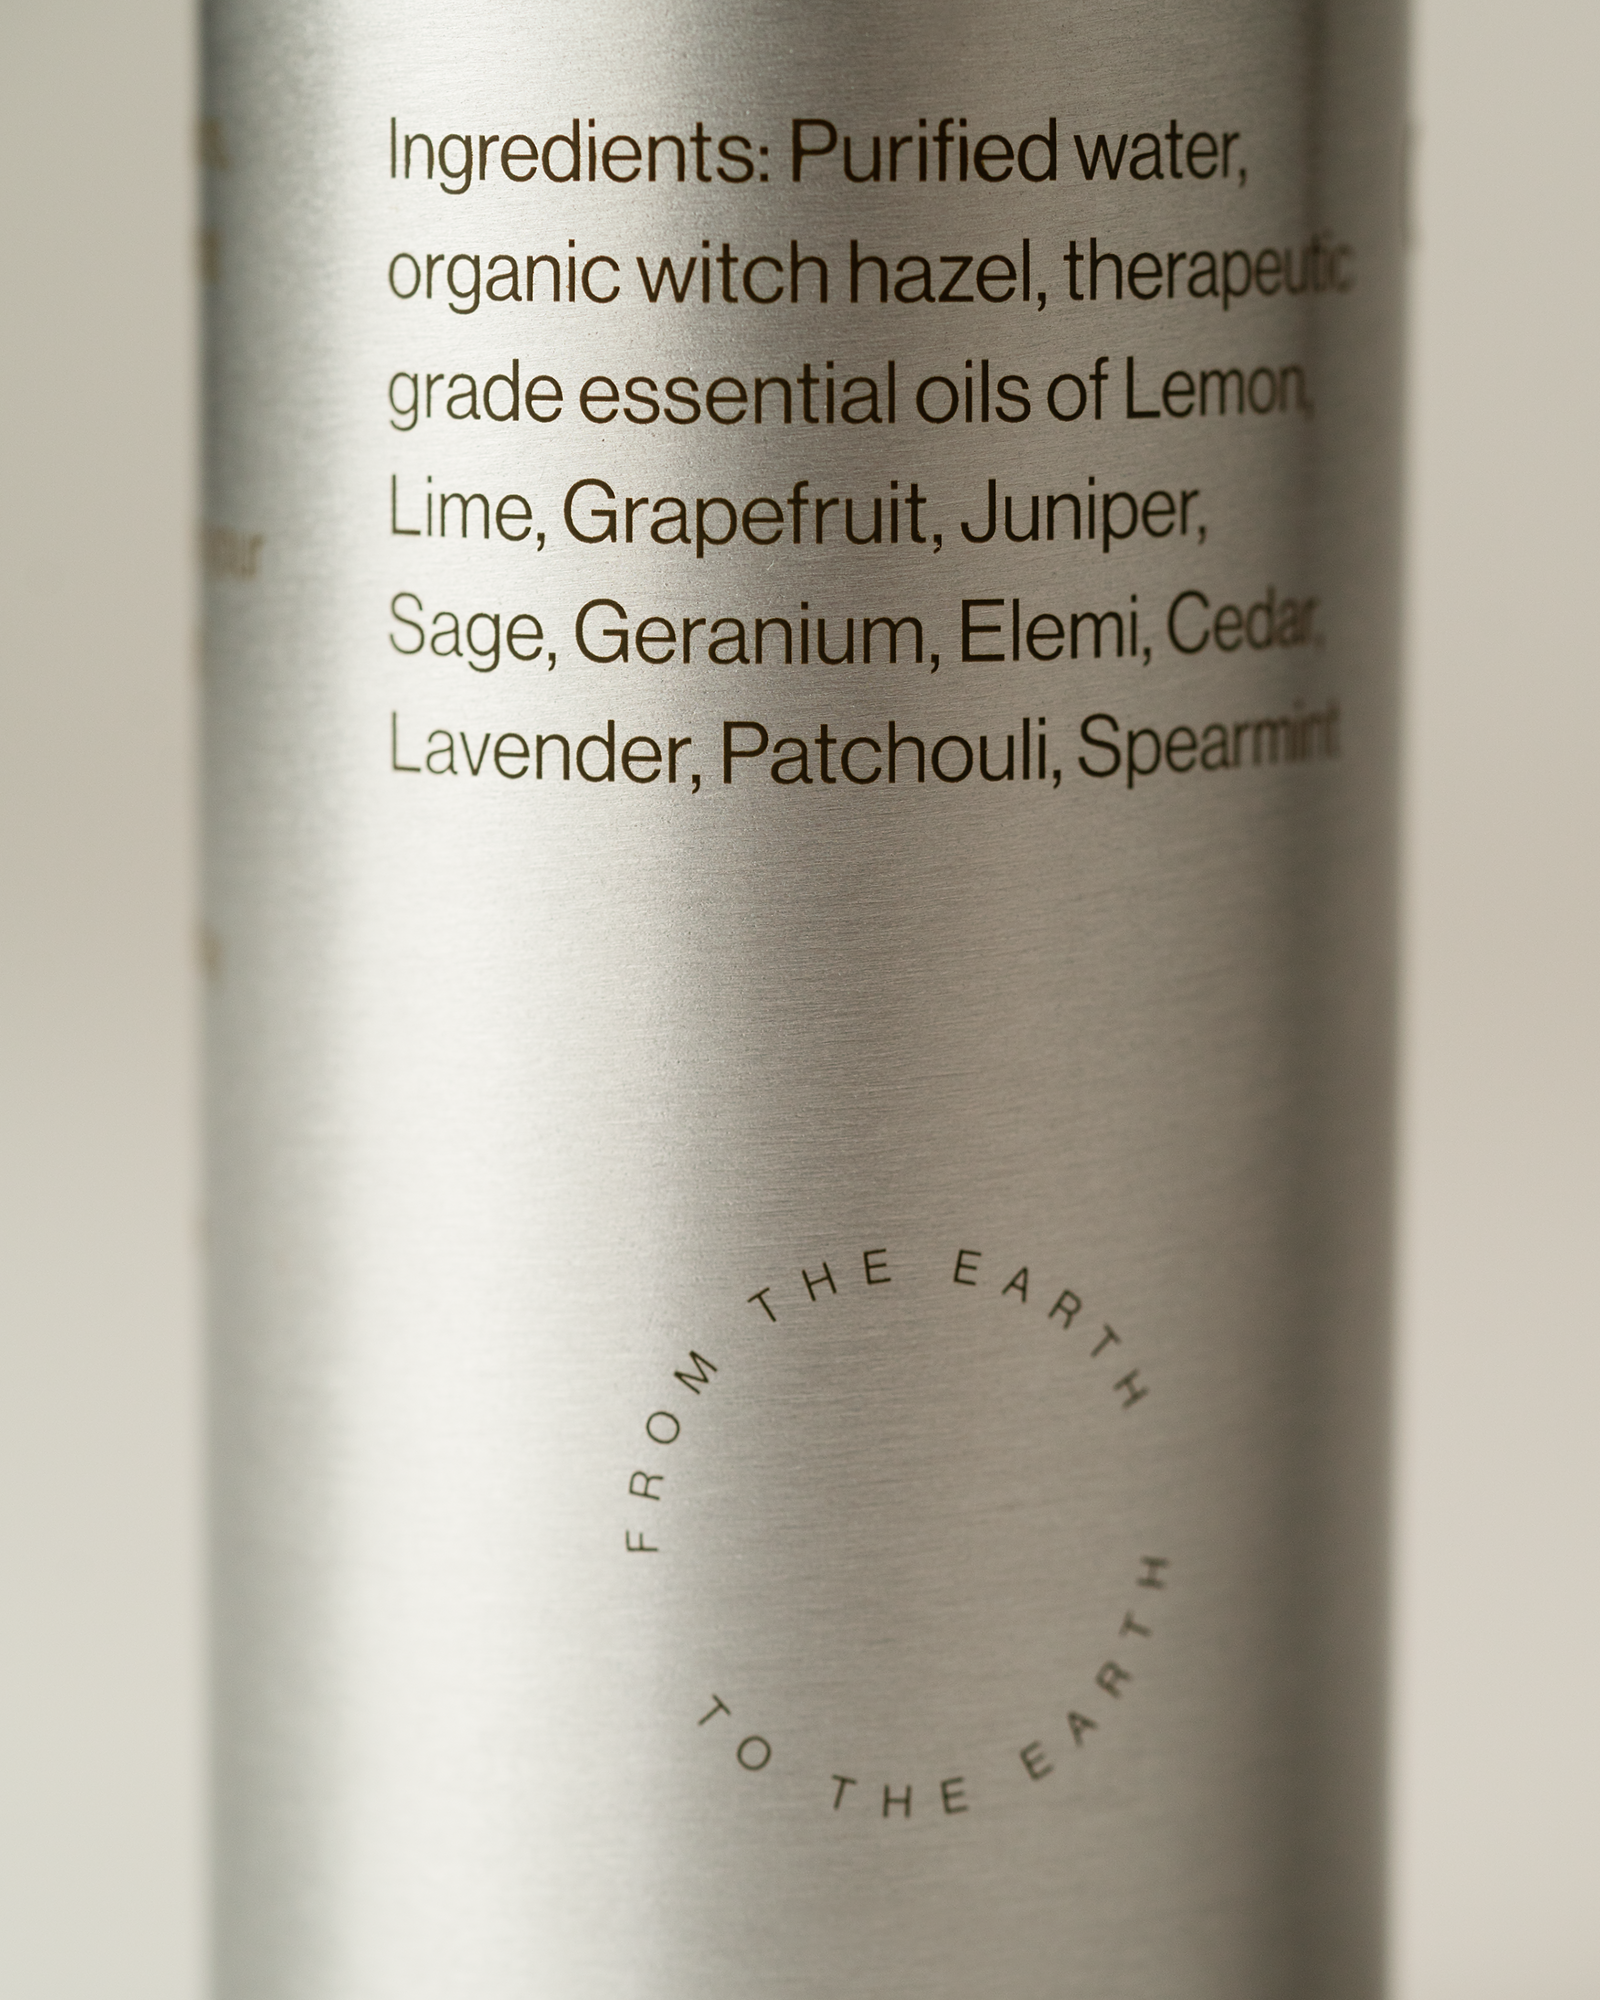 Ingredients: Purified water,
organic witch hazel, therapeutic
grade essential oils of Lemon,
Lime, Grapefruit, Juniper,
Sage, Geranium, Elemi, Cedar,
Lavender, Patchouli, Spearmint
FROM THE EARTH
TO THE EARTH